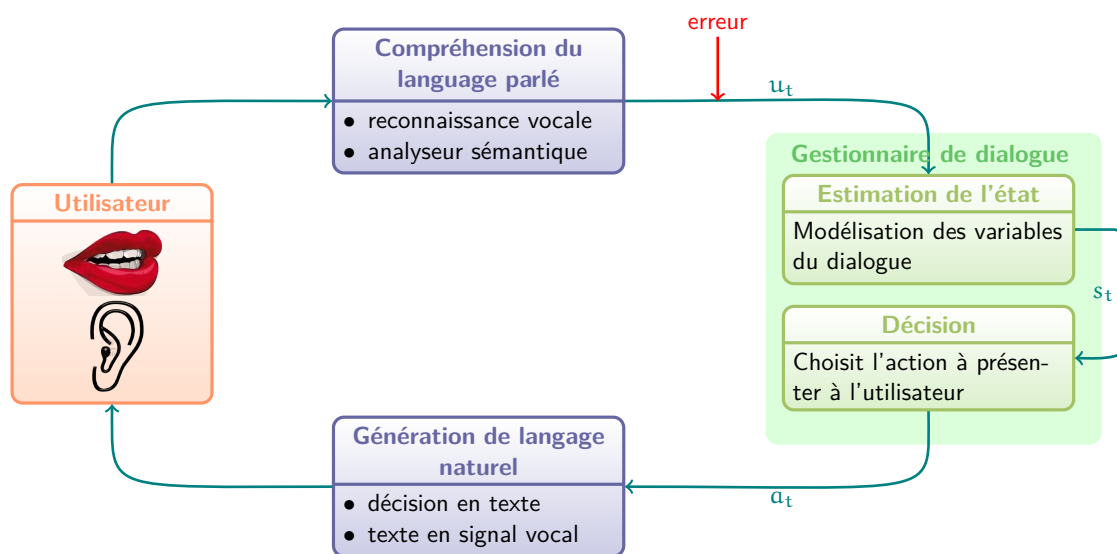 erreur
Compréhension du
language parlé
• reconnaissance vocale
• analyseur sémantique
u_t
Gestionnaire de dialogue
Estimation de l'état
Modélisation des variables
du dialogue
s_t
Décision
Choisit l'action à présen-
ter à l'utilisateur
Utilisateur
Génération de langage
naturel
• décision en texte
• texte en signal vocal
a_t